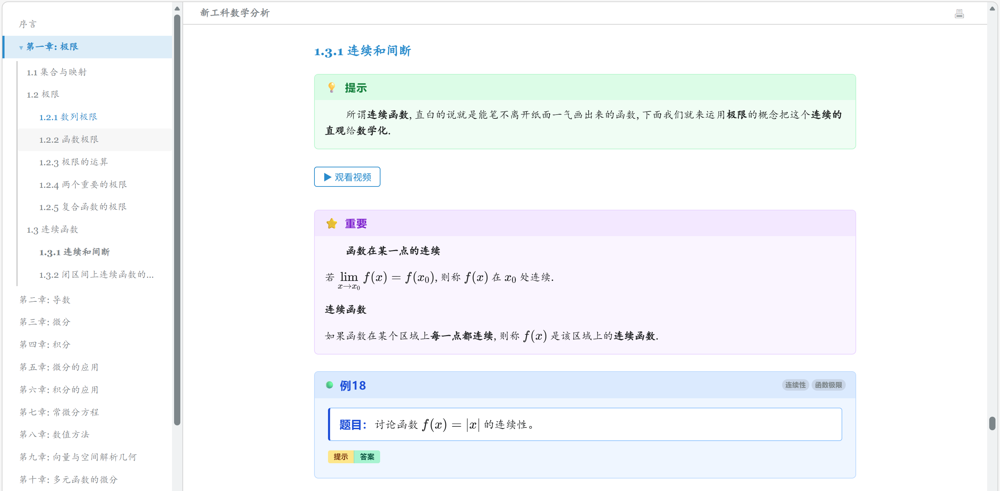 序言
▾ 第一章: 极限
1.1 集合与映射
1.2 极限
1.2.1 数列极限
1.2.2 函数极限
1.2.3 极限的运算
1.2.4 两个重要的极限
1.2.5 复合函数的极限
1.3 连续函数
1.3.1 连续和间断
1.3.2 闭区间上连续函数的...
第二章: 导数
第三章: 微分
第四章: 积分
第五章: 微分的应用
第六章: 积分的应用
第七章: 常微分方程
第八章: 数值方法
第九章: 向量与空间解析几何
第十章: 多元函数的微分
新工科数学分析
1.3.1 连续和间断
💡 提示
所谓连续函数, 直白的说就是能笔不离开纸面一气画出来的函数, 下面我们就来运用极限的概念把这个连续的
直观给数学化.
▶ 观看视频
⭐ 重要
函数在某一点的连续
若 $\lim\limits_{x \to x_0} f(x) = f(x_0)$, 则称 $f(x)$ 在 $x_0$ 处连续.
连续函数
如果函数在某个区域上每一点都连续, 则称 $f(x)$ 是该区域上的连续函数.
例18
连续性 函数极限
题目： 讨论函数 $f(x) = |x|$ 的连续性。
提示 答案